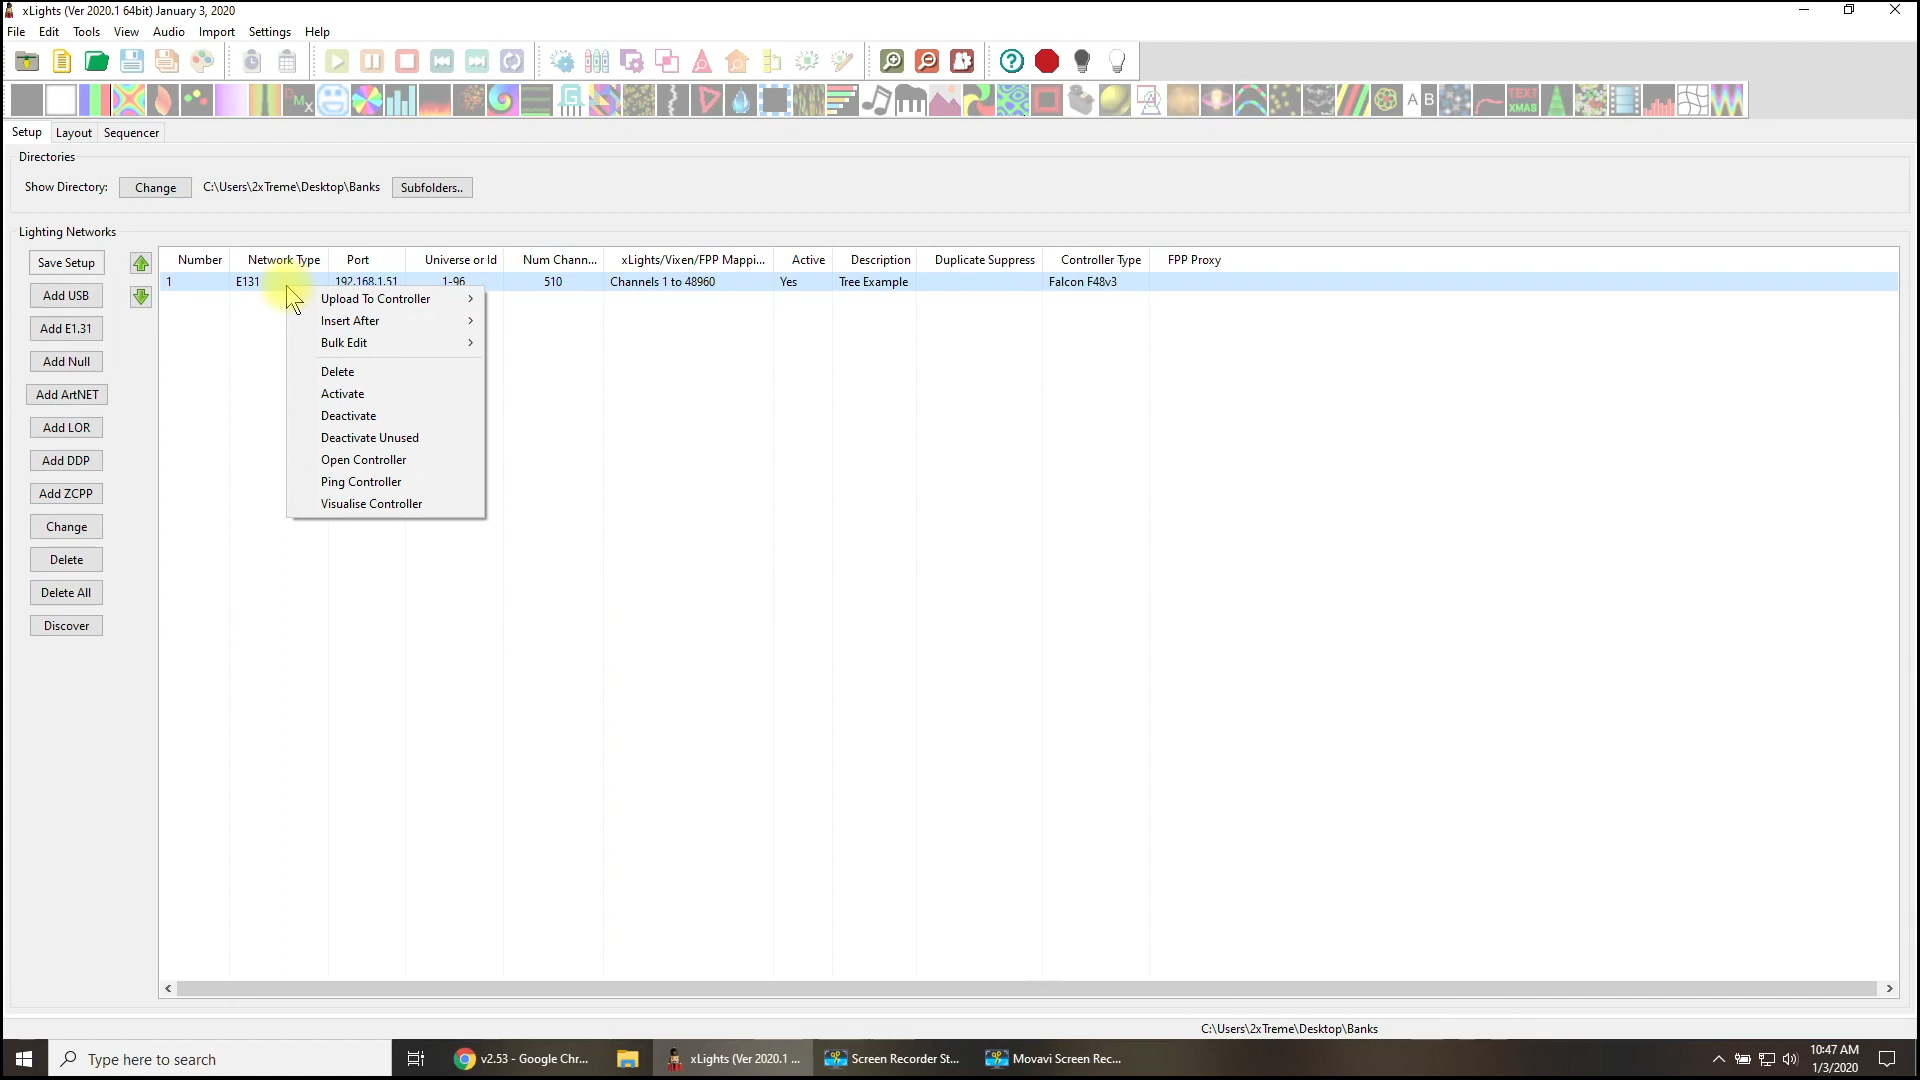 xLights (Ver 2020.1 64bit) January 3, 2020
File Edit Tools View Audio Import Settings Help
M X A B TEXT XMAS
Setup Layout Sequencer
Directories
Show Directory: Change C:\Users\2xTreme\Desktop\Banks Subfolders..
Lighting Networks
Save Setup
Add USB
Add E1.31
Add Null
Add ArtNET
Add LOR
Add DDP
Add ZCPP
Change
Delete
Delete All
Discover
Number Network Type Port Universe or Id Num Chann... xLights/Vixen/FPP Mappi... Active Description Duplicate Suppress Controller Type FPP Proxy
1 E131 192.168.1.51 1-96 510 Channels 1 to 48960 Yes Tree Example Falcon F48v3
Upload To Controller
Insert After
Bulk Edit
Delete
Activate
Deactivate
Deactivate Unused
Open Controller
Ping Controller
Visualise Controller
C:\Users\2xTreme\Desktop\Banks
Type here to search
v2.53 - Google Chr...
xLights (Ver 2020.1 ...
Screen Recorder St...
Movavi Screen Rec...
10:47 AM
1/3/2020